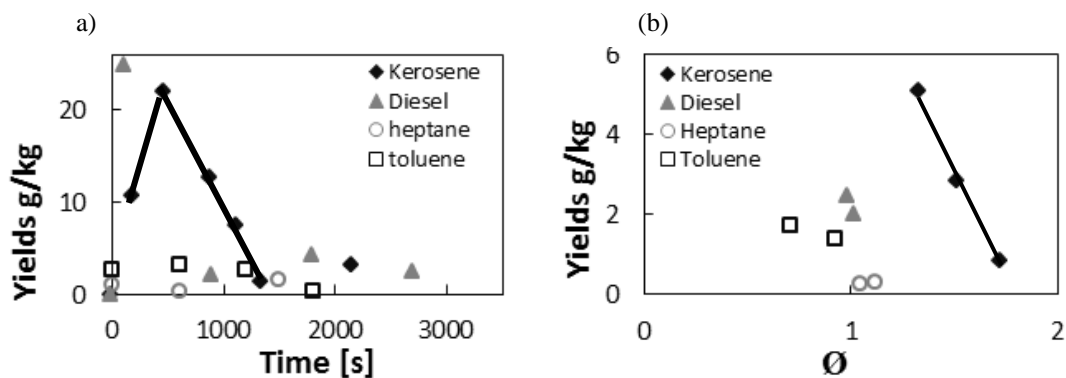 a)
(b)
Yields g/kg
20
10
0
0
1000
2000
3000
Time [s]
Kerosene
Diesel
heptane
toluene
Yields g/kg
6
4
2
0
0
1
2
Ø
Kerosene
Diesel
Heptane
Toluene